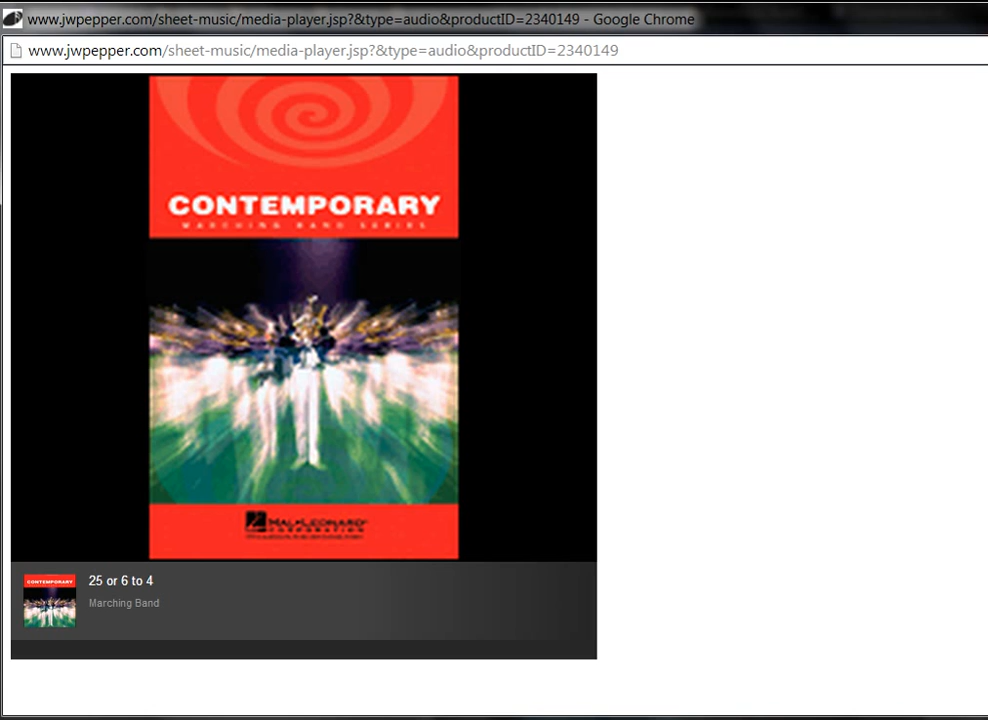 www.jwpepper.com/sheet-music/media-player.jsp?&type=audio&productID=2340149 - Google Chrome
www.jwpepper.com/sheet-music/media-player.jsp?&type=audio&productID=2340149
CONTEMPORARY
MARCHING BAND SERIES
HAL•LEONARD
CORPORATION
CONTEMPORARY
25 or 6 to 4
Marching Band